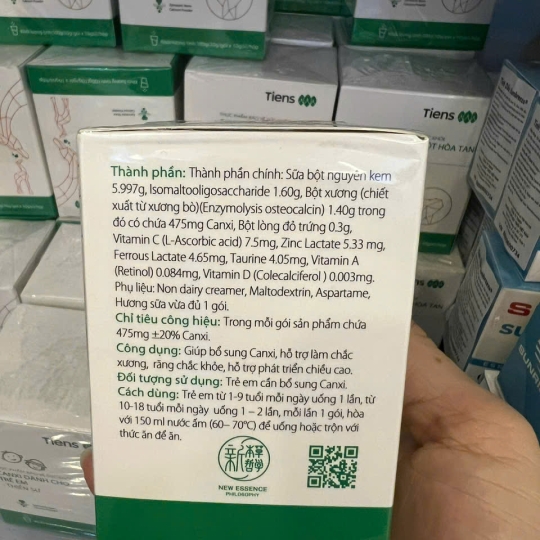 Tiens
Tiens
BỘT HÒA TAN
Thành phần: Thành phần chính: Sữa bột nguyên kem
5.997g, Isomaltooligosaccharide 1.60g, Bột xương (chiết
xuất từ xương bò)(Enzymolysis osteocalcin) 1.40g trong
đó có chứa 475mg Canxi, Bột lòng đỏ trứng 0.3g,
Vitamin C (L-Ascorbic acid) 7.5mg, Zinc Lactate 5.33 mg,
Ferrous Lactate 4.65mg, Taurine 4.05mg, Vitamin A
(Retinol) 0.084mg, Vitamin D (Colecalciferol ) 0.003mg.
Phụ liệu: Non dairy creamer, Maltodextrin, Aspartame,
Hương sữa vừa đủ 1 gói.
Chỉ tiêu công hiệu: Trong mỗi gói sản phẩm chứa
475mg ±20% Canxi.
Công dụng: Giúp bổ sung Canxi, hỗ trợ làm chắc
xương, răng chắc khỏe, hỗ trợ phát triển chiều cao.
Đối tượng sử dụng: Trẻ em cần bổ sung Canxi.
Cách dùng: Trẻ em từ 1-9 tuổi mỗi ngày uống 1 lần, từ
10-18 tuổi mỗi ngày uống 1 – 2 lần, mỗi lần 1 gói, hòa
với 150 ml nước ấm (60– 70°C) để uống hoặc trộn với
thức ăn để ăn.
NEW ESSENCE
PHILOSOPHY
Tiens
CANXI DÀNH CHO
TRẺ EM